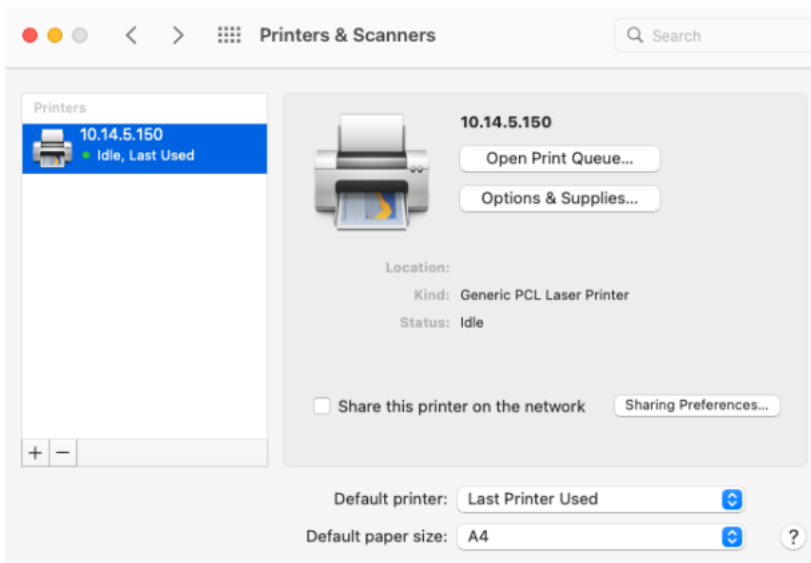 Printers & Scanners
Search
Printers
10.14.5.150
Idle, Last Used
10.14.5.150
Open Print Queue...
Options & Supplies...
Location:
Kind: Generic PCL Laser Printer
Status: Idle
Share this printer on the network
Sharing Preferences...
+ −
Default printer: Last Printer Used
Default paper size: A4
?